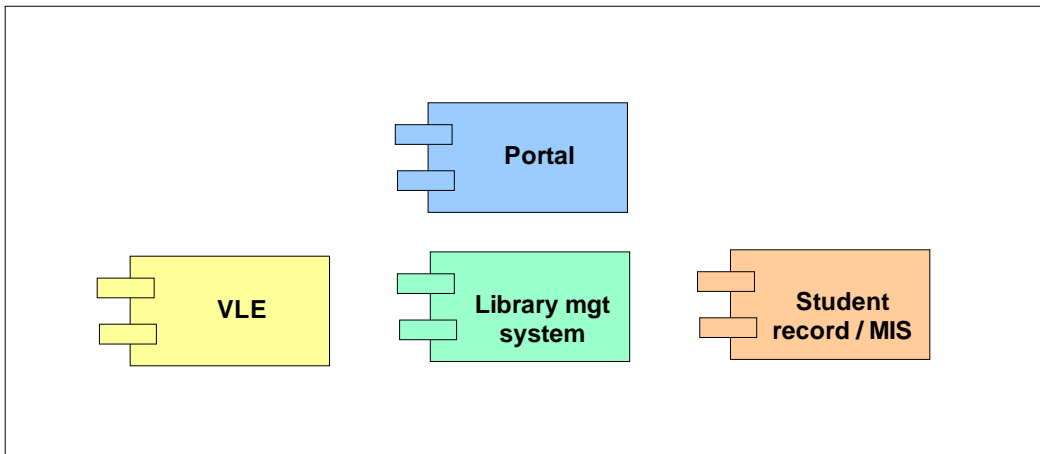 Portal
VLE
Library mgt
system
Student
record / MIS